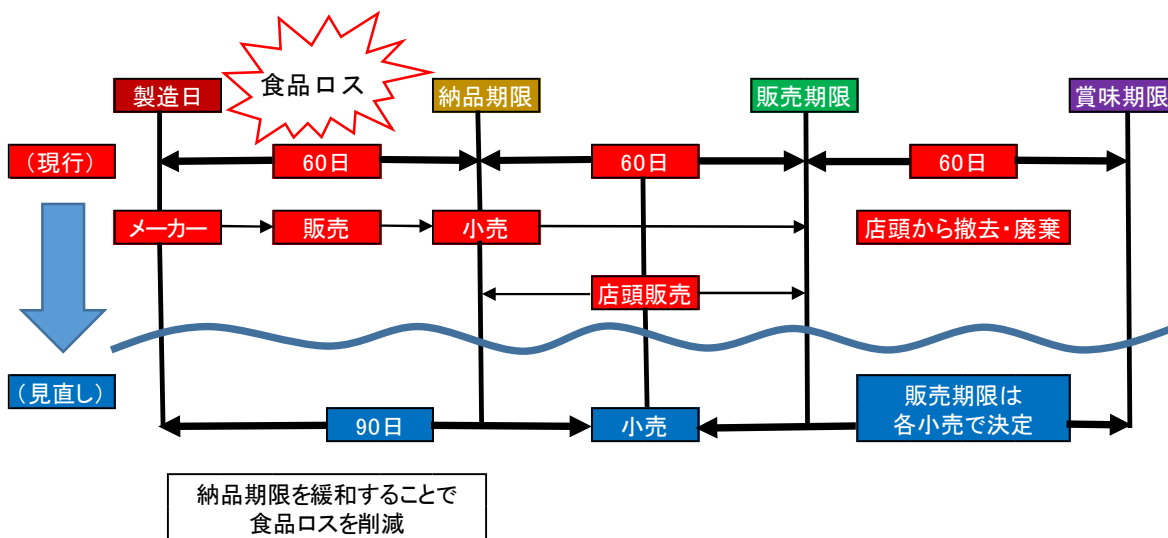 食品ロス
製造日
納品期限
販売期限
賞味期限
(現行)
60日
60日
60日
メーカー
販売
小売
店頭から撤去・廃棄
店頭販売
(見直し)
90日
小売
販売期限は
各小売で決定
納品期限を緩和することで
食品ロスを削減